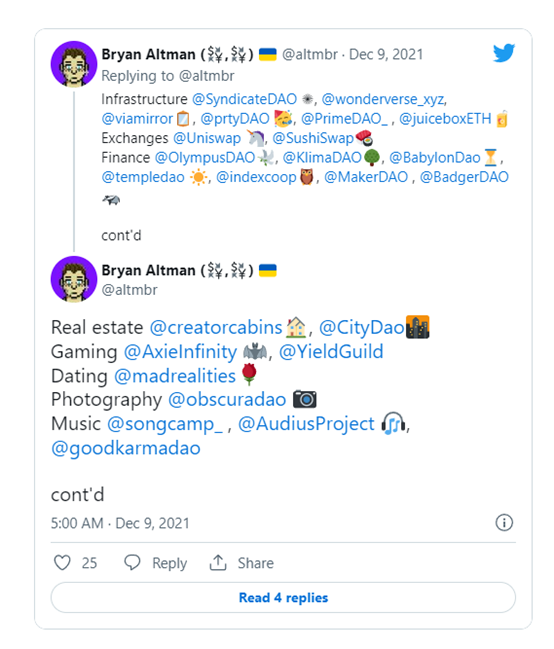 Bryan Altman (💱,💱) 🇺🇦 @altmbr · Dec 9, 2021
Replying to @altmbr
Infrastructure @SyndicateDAO ✴, @wonderverse_xyz,
@viamirror📋, @prtyDAO 🥳, @PrimeDAO_ , @juiceboxETH 🧃
Exchanges @Uniswap 🦄, @SushiSwap🍣
Finance @OlympusDAO🕊, @KlimaDAO🌳, @BabylonDao⏳,
@templedao ☀️, @indexcoop🦉, @MakerDAO , @BadgerDAO
🦡
cont'd
Bryan Altman (💱,💱) 🇺🇦
@altmbr
Real estate @creatorcabins🏠, @CityDao🌆
Gaming @AxieInfinity 🦇, @YieldGuild
Dating @madrealities🌹
Photography @obscuradao 📷
Music @songcamp_ , @AudiusProject 🎧,
@goodkarmadao
cont'd
5:00 AM · Dec 9, 2021
25 Reply Share
Read 4 replies